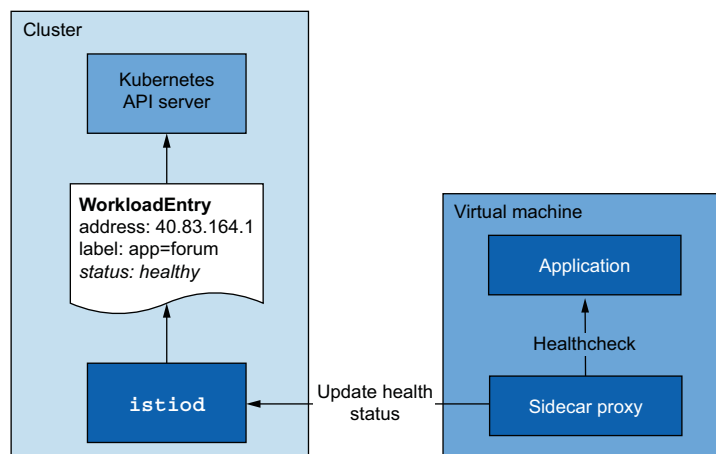 Cluster
Kubernetes
API server
WorkloadEntry
address: 40.83.164.1
label: app=forum
status: healthy
istiod
Update health
status
Virtual machine
Application
Healthcheck
Sidecar proxy